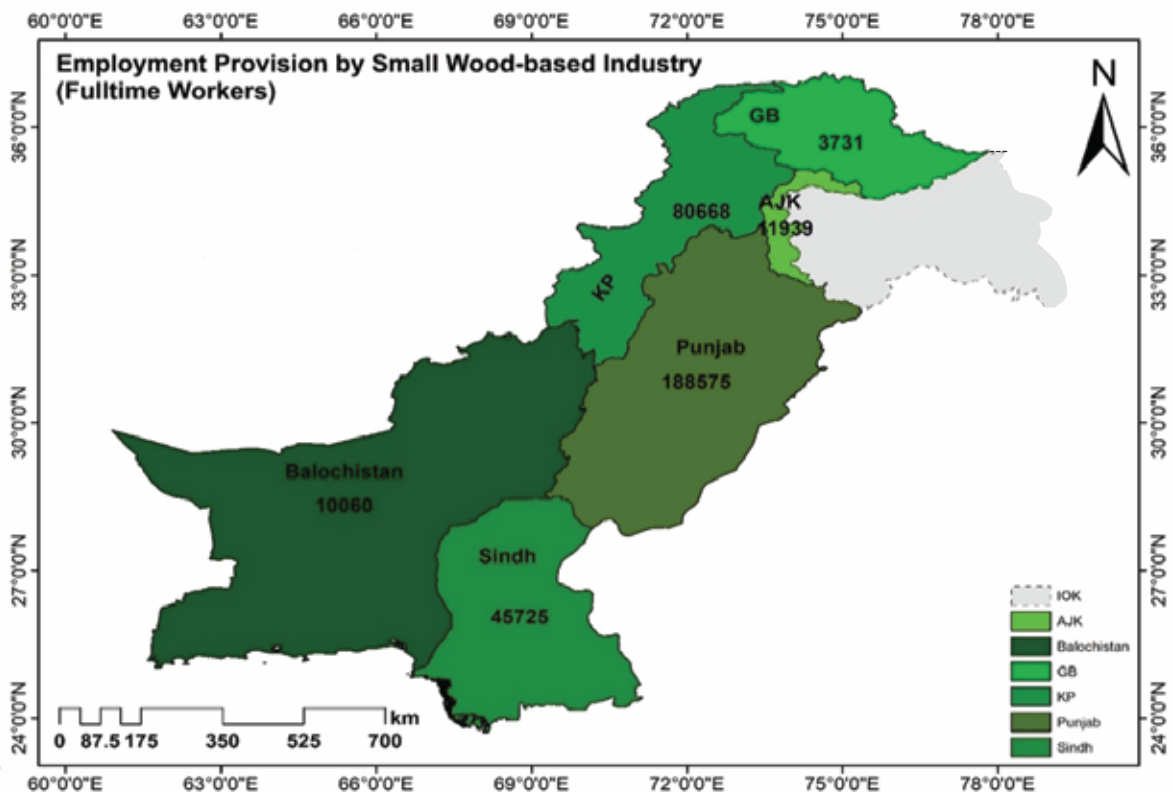 60°0'0"E 63°0'0"E 66°0'0"E 69°0'0"E 72°0'0"E 75°0'0"E 78°0'0"E
Employment Provision by Small Wood-based Industry
(Fulltime Workers)
N
36°0'0"N
36°0'0"N
GB
3731
AJK
11939
80668
33°0'0"N
33°0'0"N
KP
Punjab
188575
30°0'0"N
30°0'0"N
Balochistan
10060
Sindh
45725
27°0'0"N
27°0'0"N
IOK
AJK
Balochistan
GB
KP
Punjab
Sindh
24°0'0"N
24°0'0"N
km
0 87.5 175 350 525 700
60°0'0"E 63°0'0"E 66°0'0"E 69°0'0"E 72°0'0"E 75°0'0"E 78°0'0"E